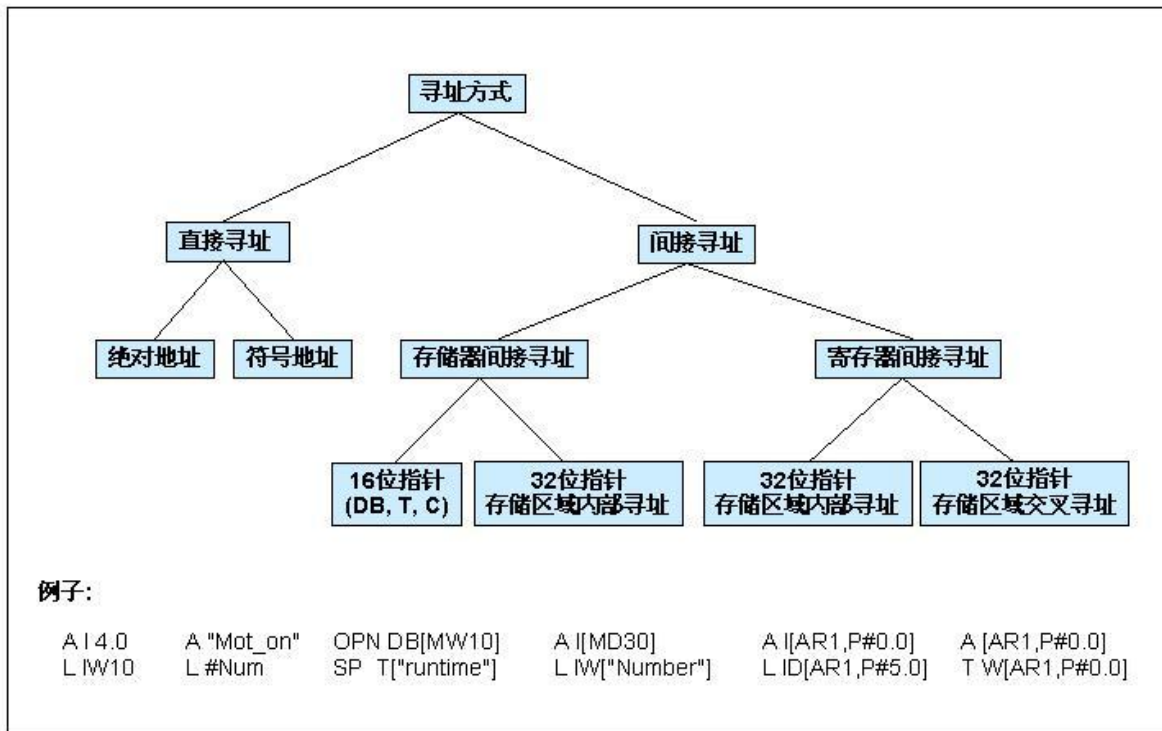 寻址方式
直接寻址
间接寻址
绝对地址
符号地址
存储器间接寻址
寄存器间接寻址
16位指针
(DB, T, C)
32位指针
存储区域内部寻址
32位指针
存储区域内部寻址
32位指针
存储区域交叉寻址
例子:
A I 4.0 A "Mot_on" OPN DB[MW10] A I[MD30] A I[AR1,P#0.0] A [AR1,P#0.0]
L IW10 L #Num SP T["runtime"] L IW["Number"] L ID[AR1,P#5.0] T W[AR1,P#0.0]